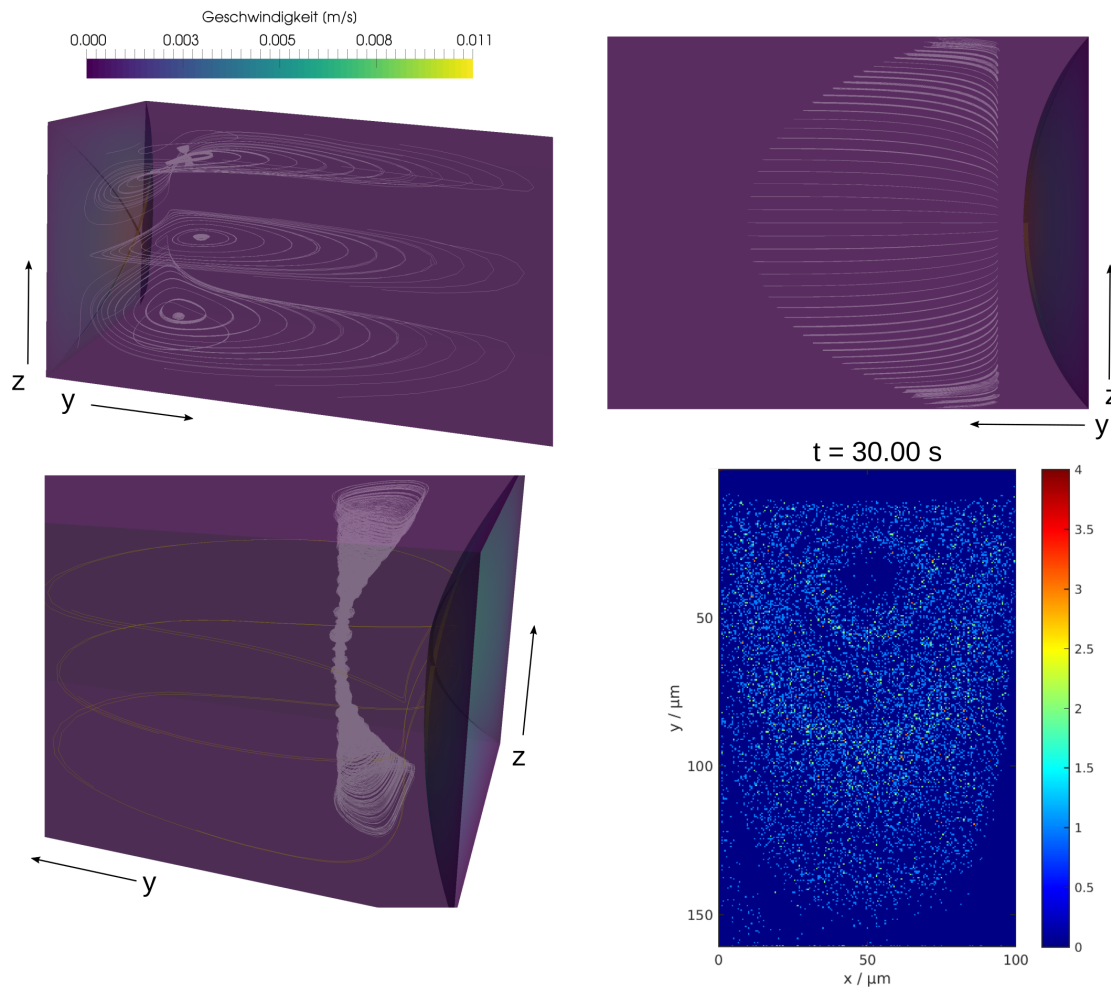 Geschwindigkeit (m/s)
0.000 0.003 0.005 0.008 0.011
z
y
z
y
z
y
t = 30.00 s
4
3.5
3
2.5
2
1.5
1
0.5
0
50
100
150
y / μm
0 50 100
x / μm